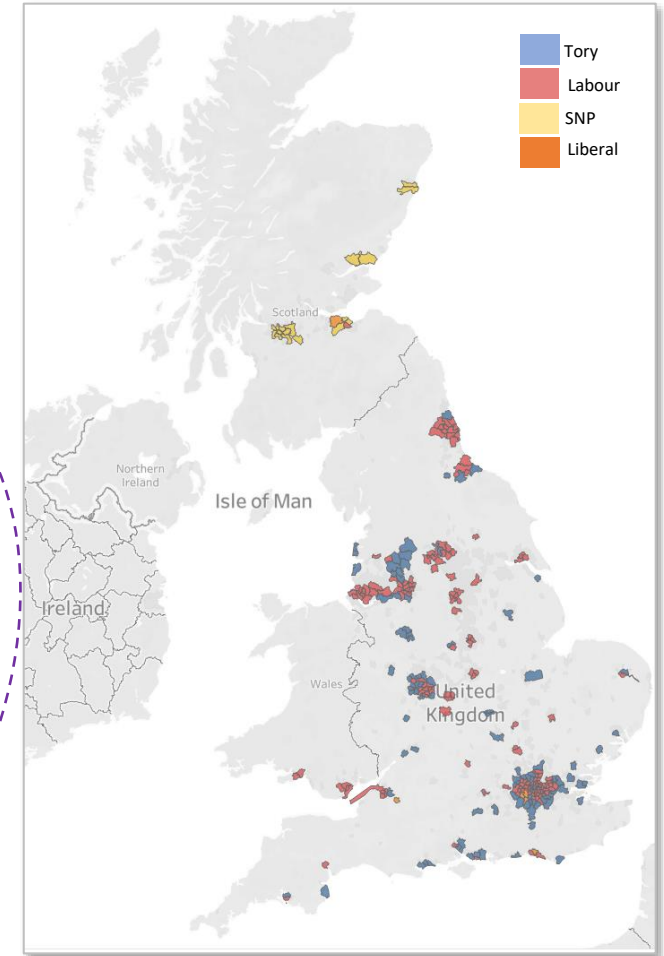 Tory
Labour
SNP
Liberal
Scotland
Northern
Ireland
Isle of Man
Ireland
Wales
United
Kingdom